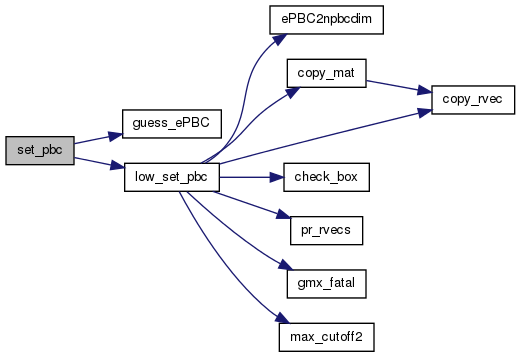 set_pbc
guess_ePBC
low_set_pbc
ePBC2npbcdim
copy_mat
copy_rvec
check_box
pr_rvecs
gmx_fatal
max_cutoff2